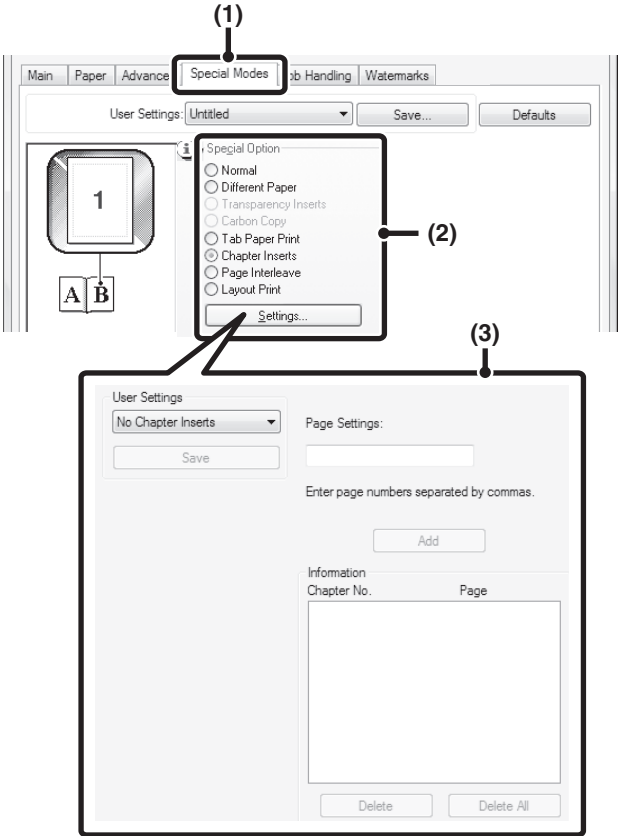 (1)
Main Paper Advance Special Modes ob Handling Watermarks
User Settings: Untitled Save... Defaults
i Special Option
Normal
1 Different Paper
Transparency Inserts
Carbon Copy
(2)
Tab Paper Print
Chapter Inserts
Page Interleave
A B Layout Print
Settings...
(3)
User Settings
No Chapter Inserts Page Settings:
Save
Enter page numbers separated by commas.
Add
Information
Chapter No. Page
Delete Delete All